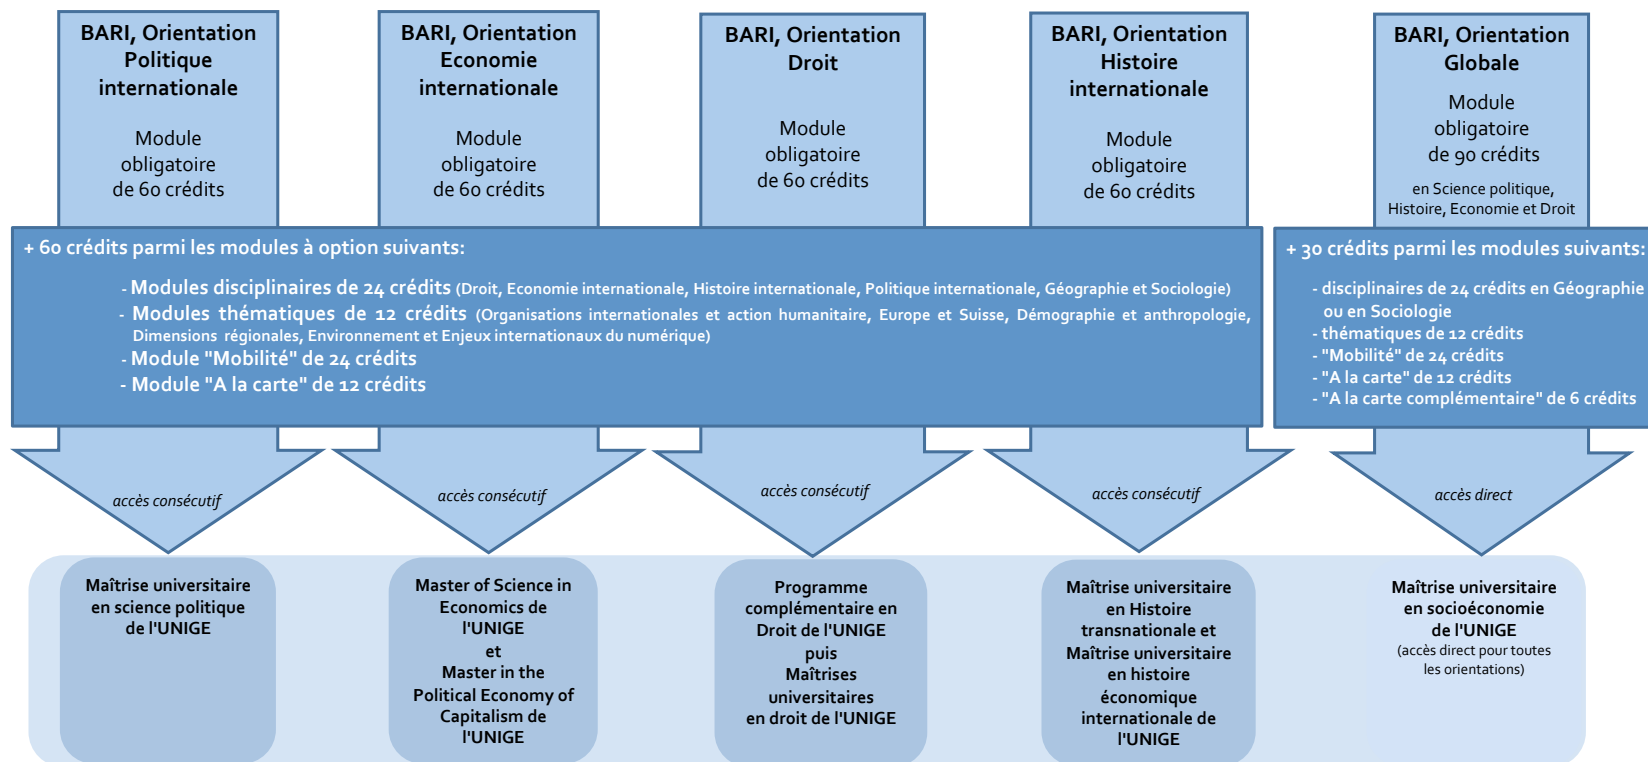 BARI, Orientation
Politique
internationale
Module
obligatoire
de 60 crédits
BARI, Orientation
Economie
internationale
Module
obligatoire
de 60 crédits
BARI, Orientation
Droit
Module
obligatoire
de 60 crédits
BARI, Orientation
Histoire
internationale
Module
obligatoire
de 60 crédits
BARI, Orientation
Globale
Module
obligatoire
de 90 crédits
en Science politique,
Histoire, Economie et Droit
+ 60 crédits parmi les modules à option suivants:
- Modules disciplinaires de 24 crédits (Droit, Economie internationale, Histoire internationale, Politique internationale, Géographie et Sociologie)
- Modules thématiques de 12 crédits (Organisations internationales et action humanitaire, Europe et Suisse, Démographie et anthropologie,
Dimensions régionales, Environnement et Enjeux internationaux du numérique)
- Module "Mobilité" de 24 crédits
- Module "A la carte" de 12 crédits
+ 30 crédits parmi les modules suivants:
- disciplinaires de 24 crédits en Géographie
ou en Sociologie
- thématiques de 12 crédits
- "Mobilité" de 24 crédits
- "A la carte" de 12 crédits
- "A la carte complémentaire" de 6 crédits
accès consécutif
accès consécutif
accès consécutif
accès consécutif
accès direct
Maîtrise universitaire
en science politique
de l'UNIGE
Master of Science in
Economics de
l'UNIGE
et
Master in the
Political Economy of
Capitalism de
l'UNIGE
Programme
complémentaire en
Droit de l'UNIGE
puis
Maîtrises
universitaires
en droit de l'UNIGE
Maîtrise universitaire
en Histoire
transnationale et
Maîtrise universitaire
en histoire
économique
internationale de
l'UNIGE
Maîtrise universitaire
en socioéconomie
de l'UNIGE
(accès direct pour toutes
les orientations)